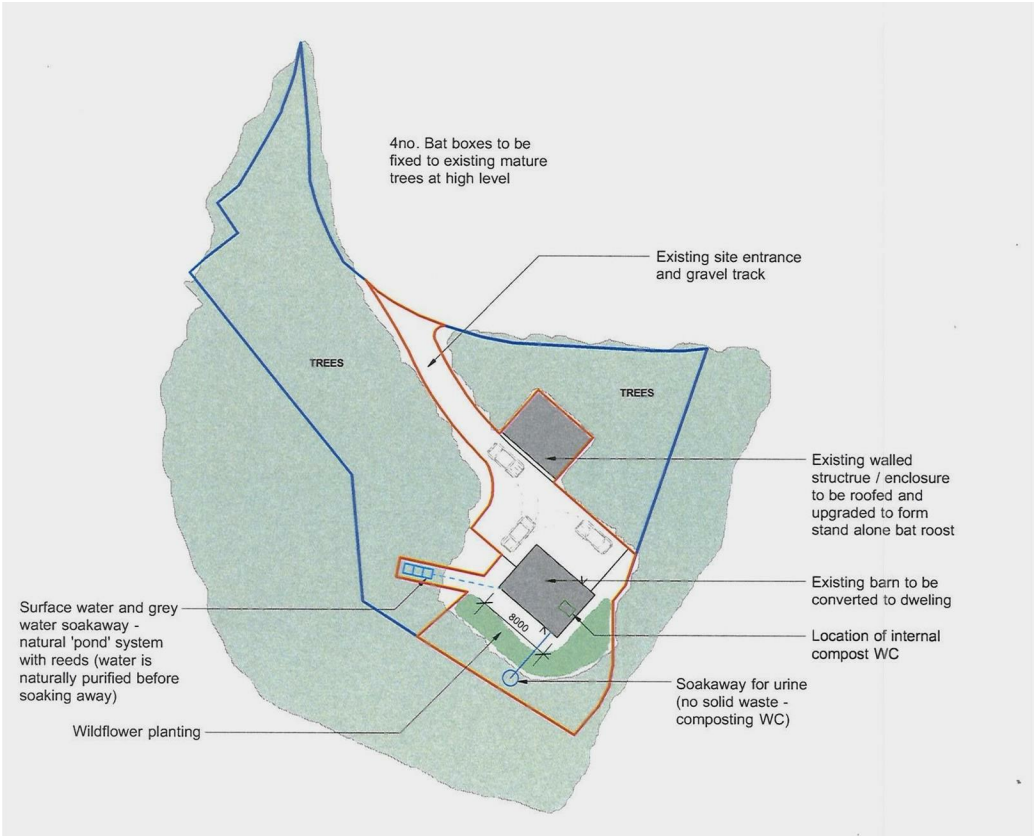 4no. Bat boxes to be
fixed to existing mature
trees at high level
Existing site entrance
and gravel track
TREES
TREES
Existing walled
structrue / enclosure
to be roofed and
upgraded to form
stand alone bat roost
Existing barn to be
converted to dweling
Surface water and grey
water soakaway -
natural 'pond' system
with reeds (water is
naturally purified before
soaking away)
8000
Location of internal
compost WC
Soakaway for urine
(no solid waste -
composting WC)
Wildflower planting